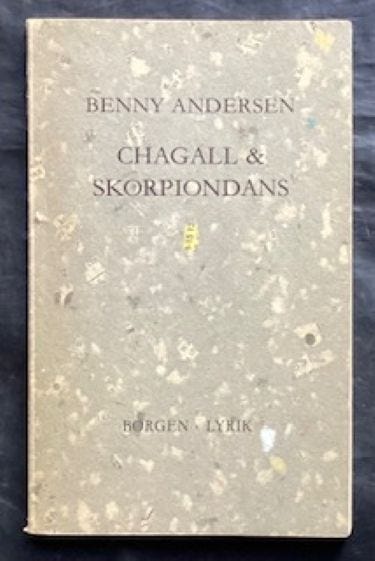 BENNY ANDERSEN
CHAGALL &
SKORPIONDANS
BORGEN · LYRIK